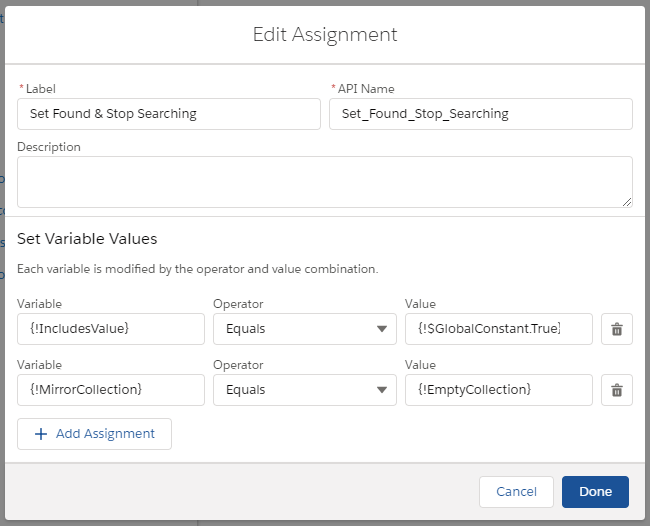 Edit Assignment
* Label
* API Name
Set Found & Stop Searching
Set_Found_Stop_Searching
Description
Set Variable Values
Each variable is modified by the operator and value combination.
Variable
Operator
Value
{!IncludesValue}
Equals
{!$GlobalConstant.True}
Variable
Operator
Value
{!MirrorCollection}
Equals
{!EmptyCollection}
+ Add Assignment
Cancel
Done